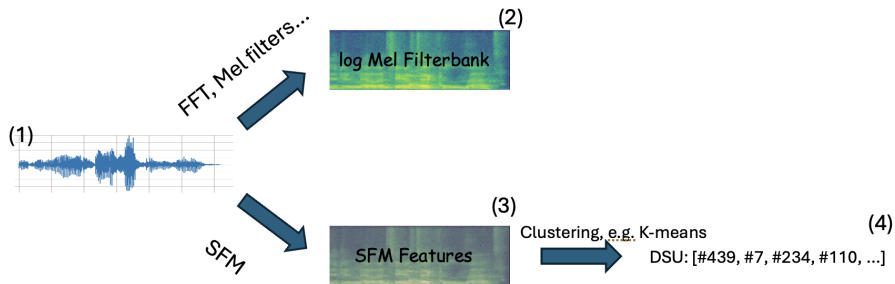 (2)
FFT, Mel filters...
log Mel Filterbank
(1)
(3)
SFM
SFM Features
Clustering, e.g. K-means
(4)
DSU: [#439, #7, #234, #110, ...]